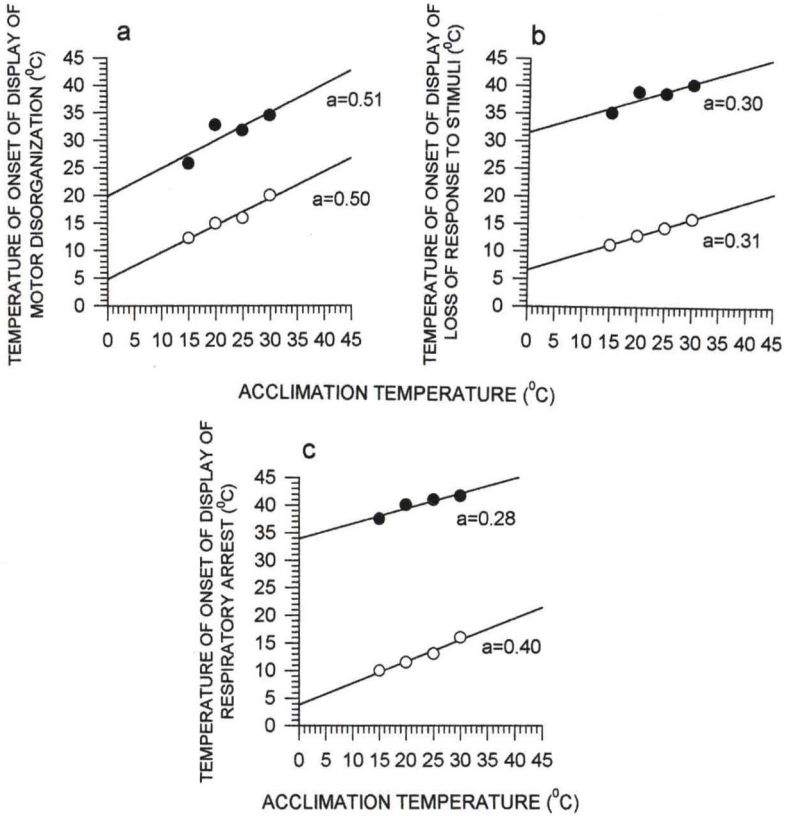 a
TEMPERATURE OF ONSET OF DISPLAY OF
MOTOR DISORGANIZATION (⁰C)
45
40
35
30
25
20
15
10
5
0
a=0.51
a=0.50
0 5 10 15 20 25 30 35 40 45
b
TEMPERATURE OF ONSET OF DISPLAY OF
LOSS OF RESPONSE TO STIMULI (⁰C)
45
40
35
30
25
20
15
10
5
0
a=0.30
a=0.31
0 5 10 15 20 25 30 35 40 45
ACCLIMATION TEMPERATURE (⁰C)
c
TEMPERATURE OF ONSET OF DISPLAY OF
RESPIRATORY ARREST (⁰C)
45
40
35
30
25
20
15
10
5
0
a=0.28
a=0.40
0 5 10 15 20 25 30 35 40 45
ACCLIMATION TEMPERATURE (⁰C)